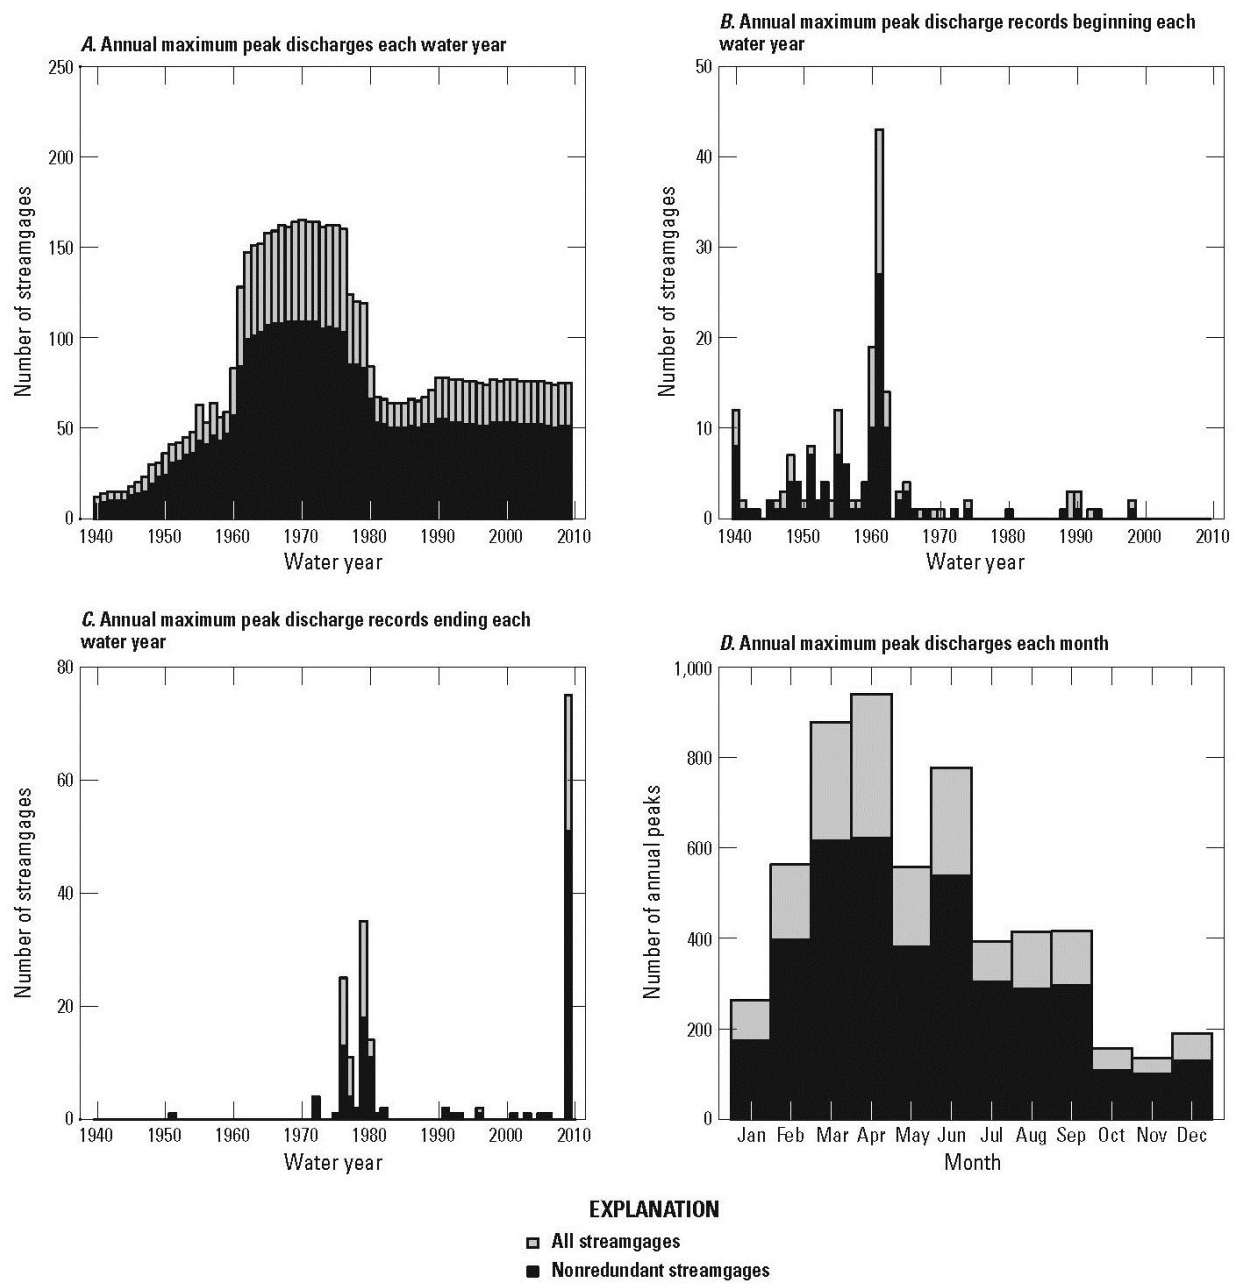 A. Annual maximum peak discharges each water year
250
200
150
100
50
0
Number of streamgages
1940 1950 1960 1970 1980 1990 2000 2010
Water year
B. Annual maximum peak discharge records beginning each
water year
50
40
30
20
10
0
Number of streamgages
1940 1950 1960 1970 1980 1990 2000 2010
Water year
C. Annual maximum peak discharge records ending each
water year
80
60
40
20
0
Number of streamgages
1940 1950 1960 1970 1980 1990 2000 2010
Water year
D. Annual maximum peak discharges each month
1,000
800
600
400
200
0
Number of annual peaks
Jan Feb Mar Apr May Jun Jul Aug Sep Oct Nov Dec
Month
EXPLANATION
All streamgages
Nonredundant streamgages